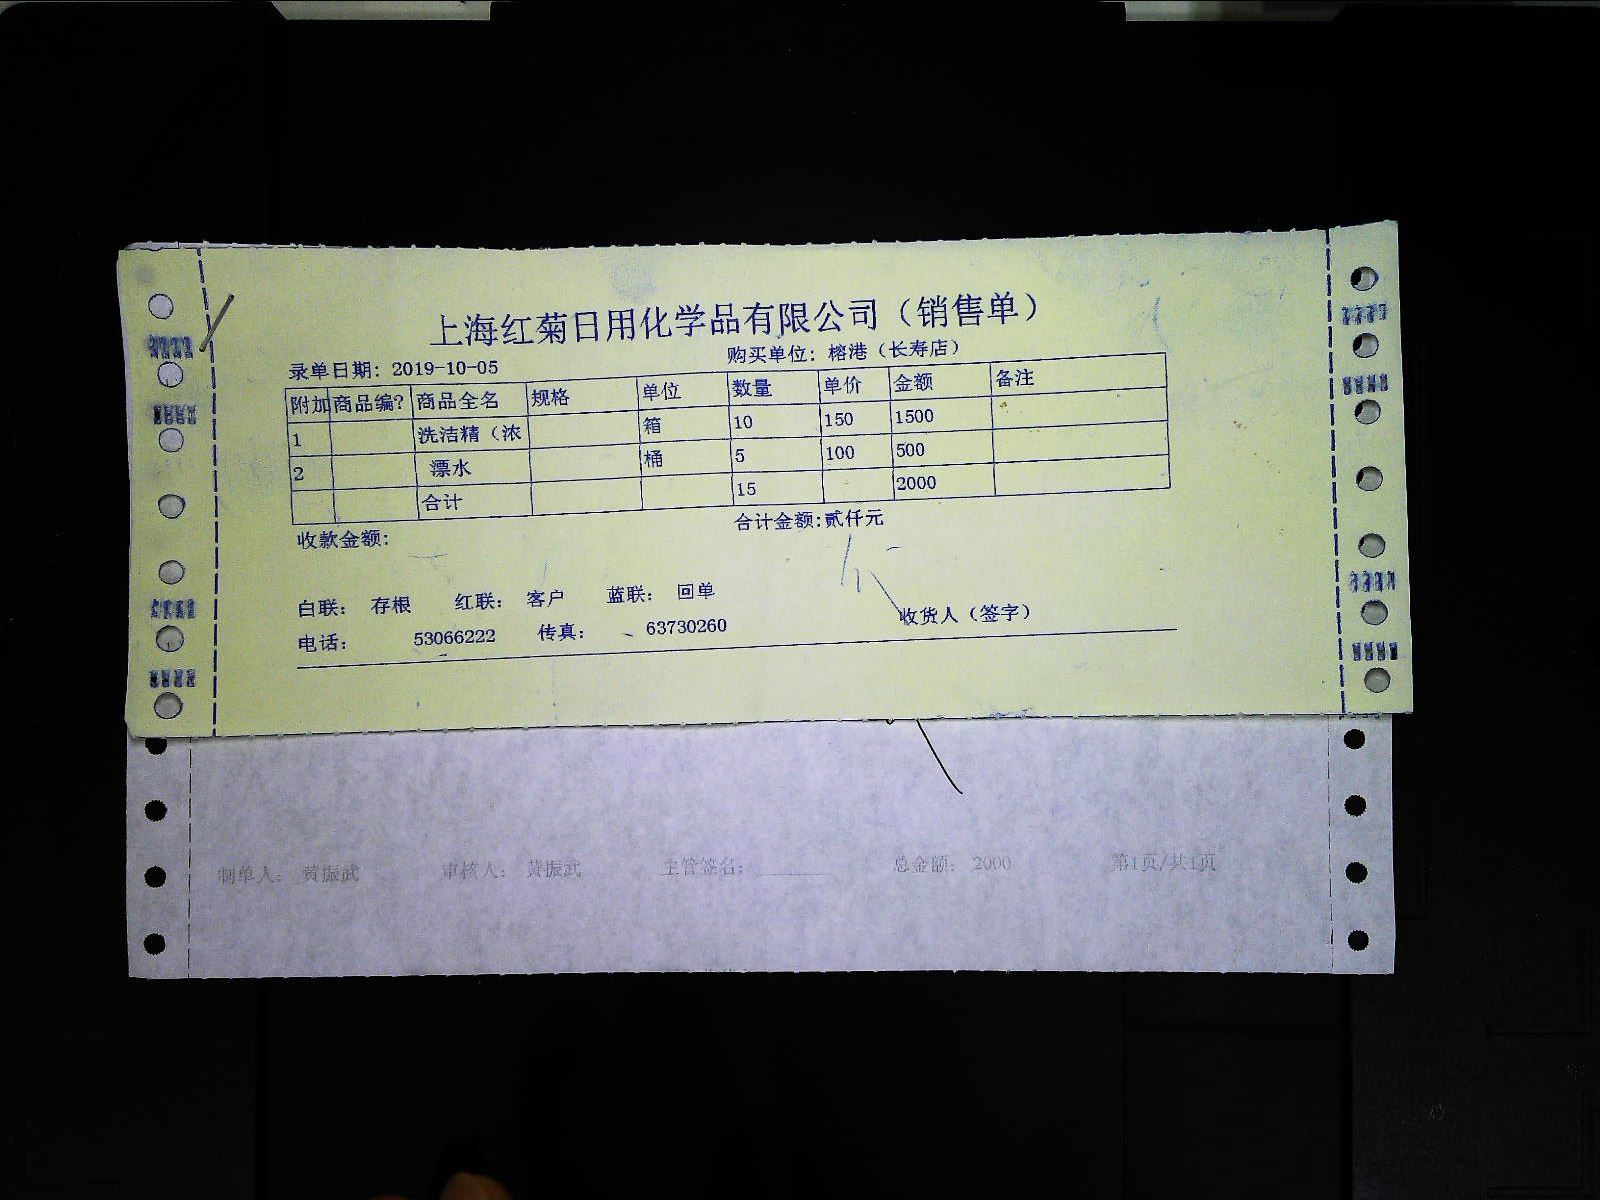 上海红菊日用化学品有限公司（销售单）
录单日期: 2019-10-05 购买单位: 榕港（长寿店）
附加 商品编? 商品全名 规格 单位 数量 单价 金额 备注
1 洗洁精（浓 箱 10 150 1500
2 漂水 桶 5 100 500
合计 15 2000
收款金额: 合计金额:贰仟元
白联: 存根 红联: 客户 蓝联: 回单
电话: 53066222 传真: 63730260 收货人（签字）
制单人: 黄振武 审核人: 黄振武 主管签名: 总金额: 2000 第1页/共1页